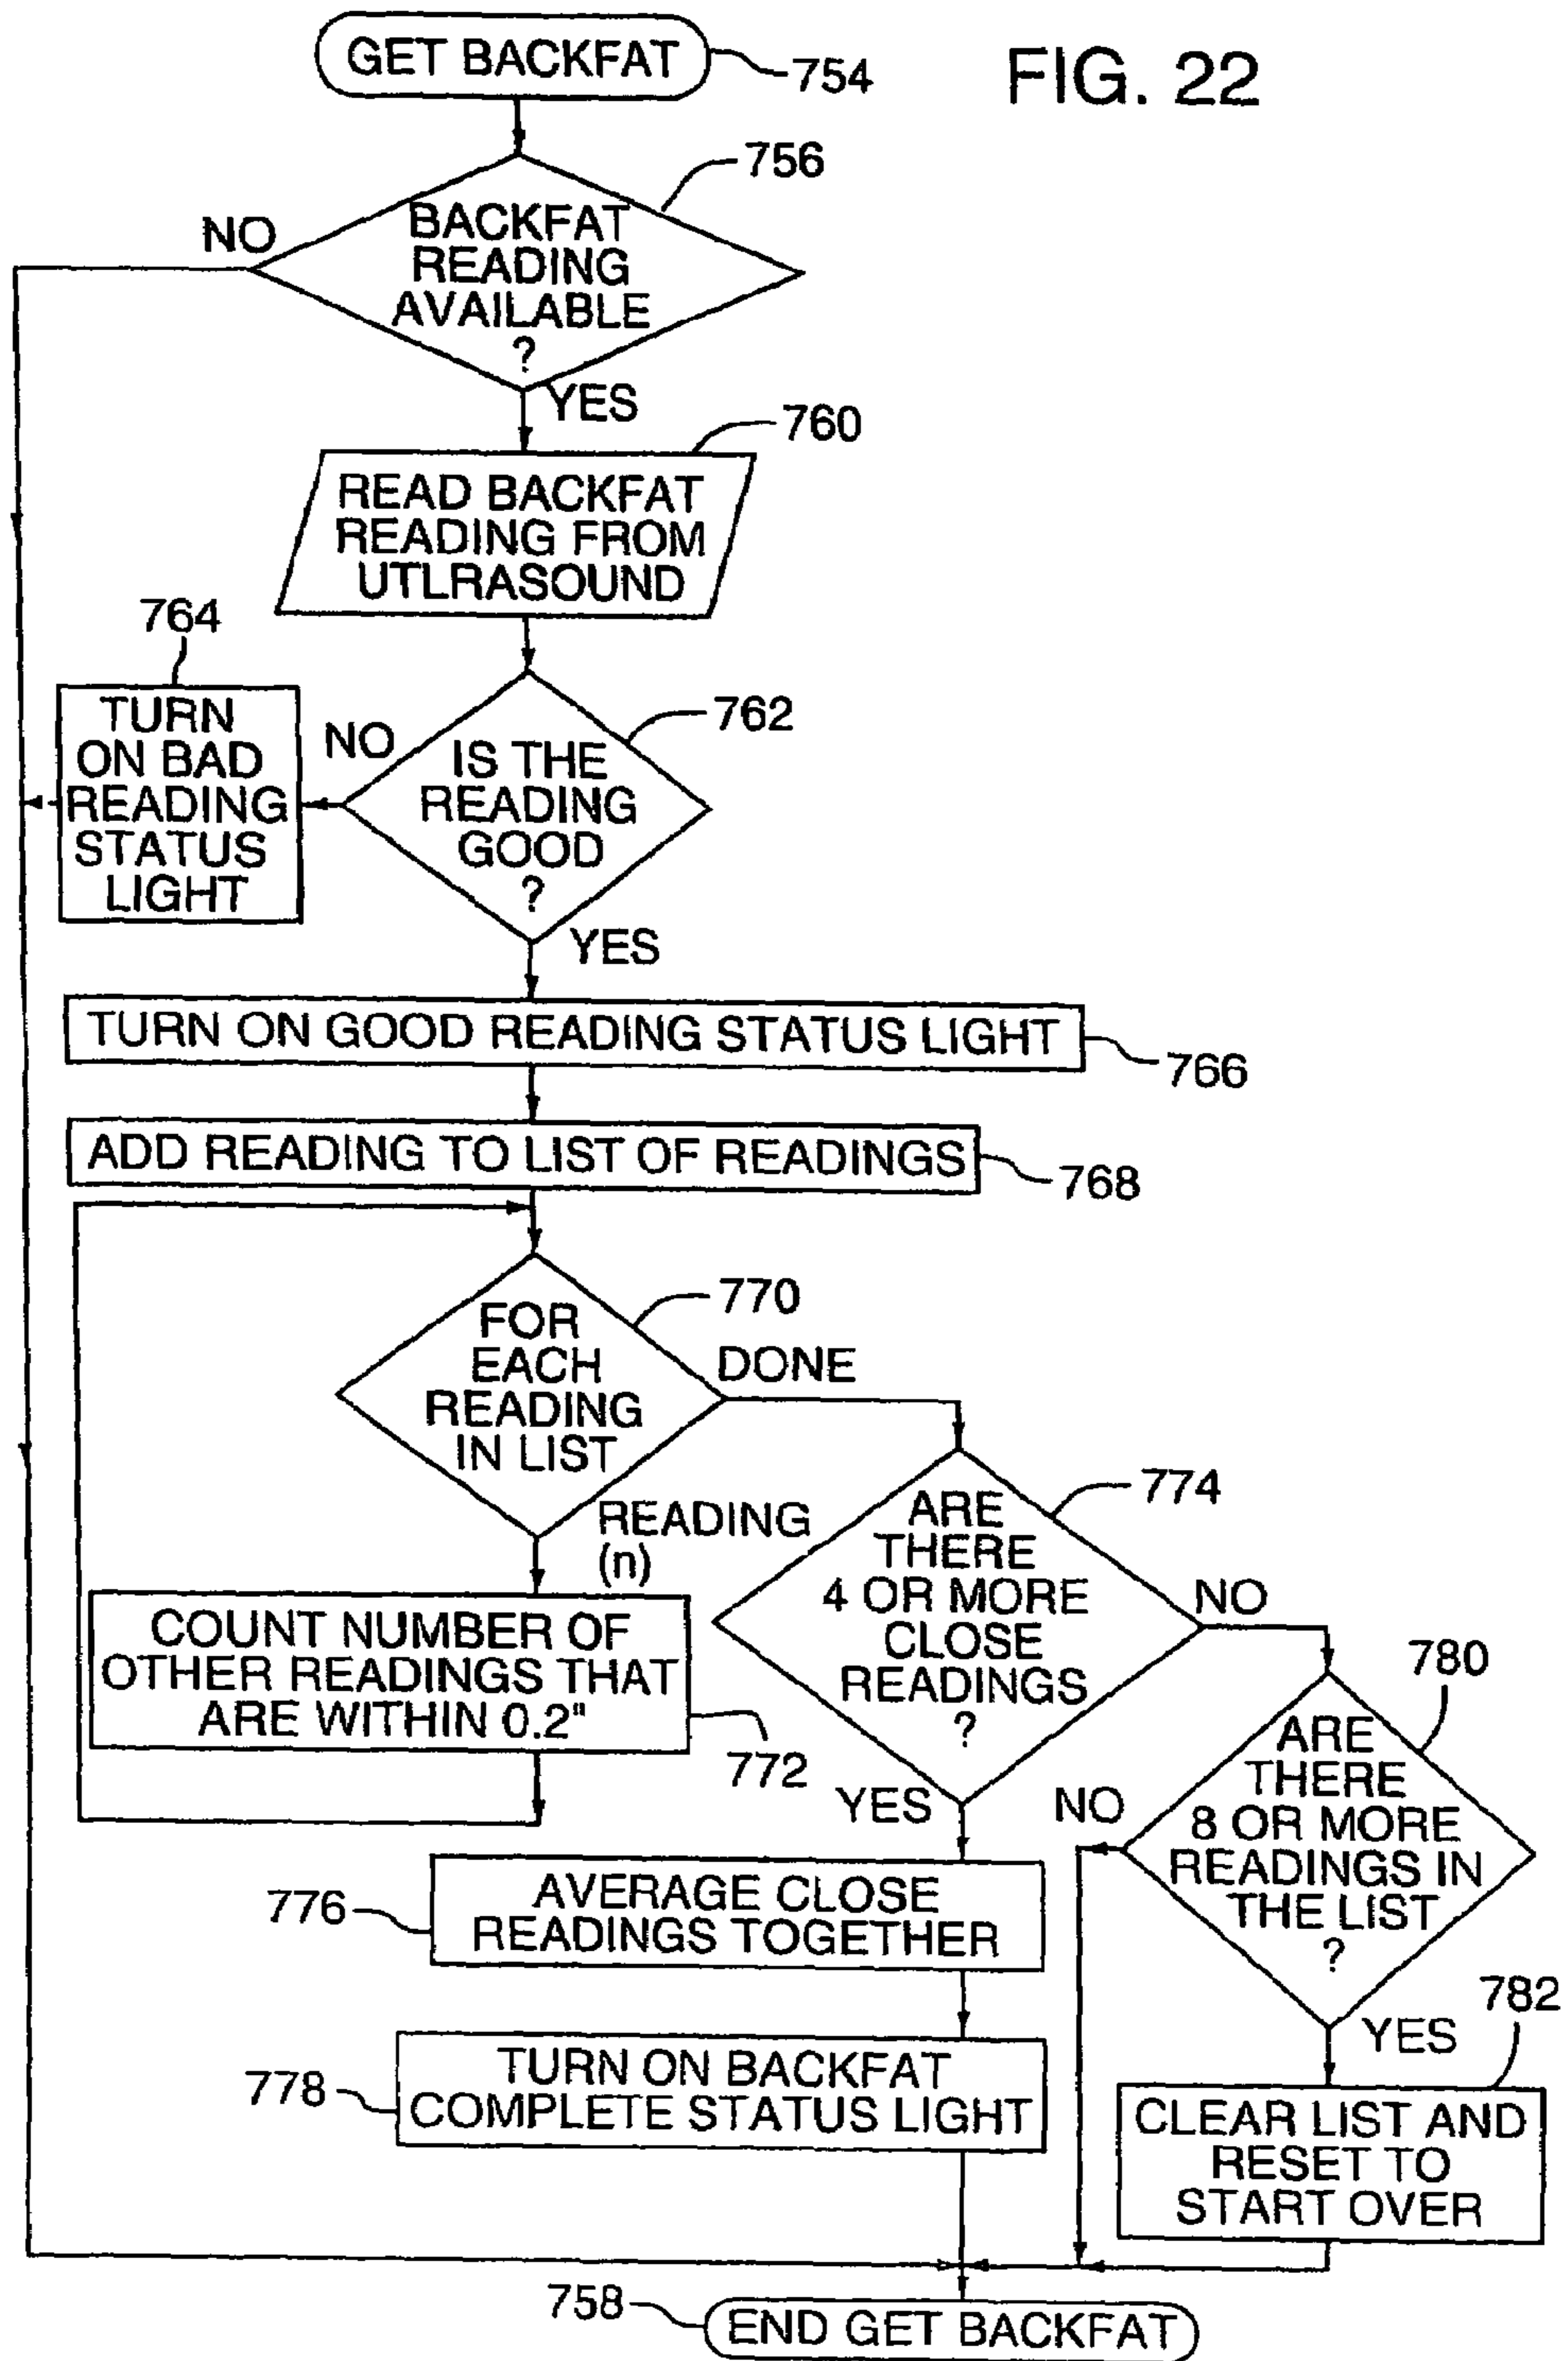 GET BACKFAT
754
FIG. 22
756
NO
BACKFAT
READING
AVAILABLE
?
YES
760
READ BACKFAT
READING FROM
UTLRASOUND
764
TURN
ON BAD
READING
STATUS
LIGHT
NO
762
IS THE
READING
GOOD
?
YES
TURN ON GOOD READING STATUS LIGHT
766
ADD READING TO LIST OF READINGS
768
770
FOR
EACH
READING
IN LIST
DONE
READING
(n)
774
ARE
THERE
4 OR MORE
CLOSE
READINGS
?
NO
COUNT NUMBER OF
OTHER READINGS THAT
ARE WITHIN 0.2"
772
YES
780
ARE
THERE
8 OR MORE
READINGS IN
THE LIST
?
NO
YES
776
AVERAGE CLOSE
READINGS TOGETHER
778
TURN ON BACKFAT
COMPLETE STATUS LIGHT
782
CLEAR LIST AND
RESET TO
START OVER
758
END GET BACKFAT